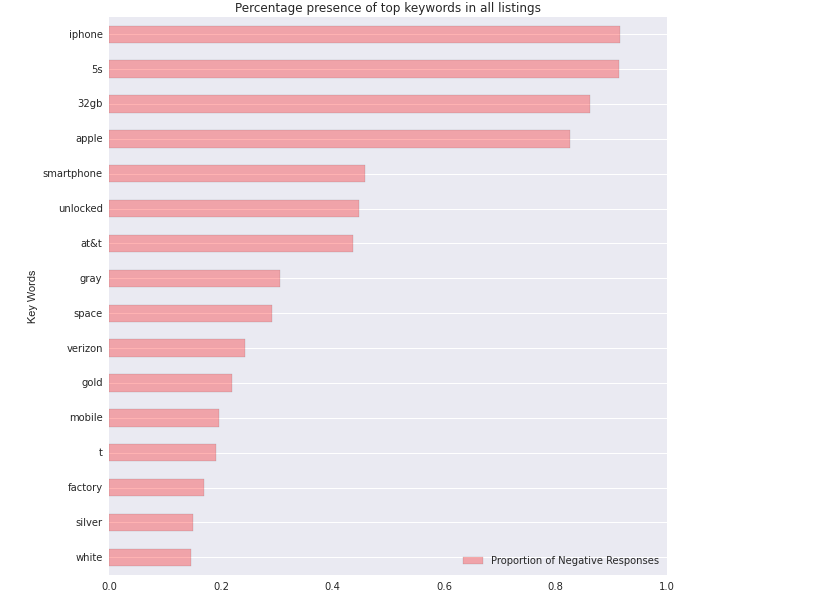 Percentage presence of top keywords in all listings
iphone
5s
32gb
apple
smartphone
unlocked
at&t
gray
space
verizon
gold
mobile
t
factory
silver
white
Key Words
Proportion of Negative Responses
0.0 0.2 0.4 0.6 0.8 1.0